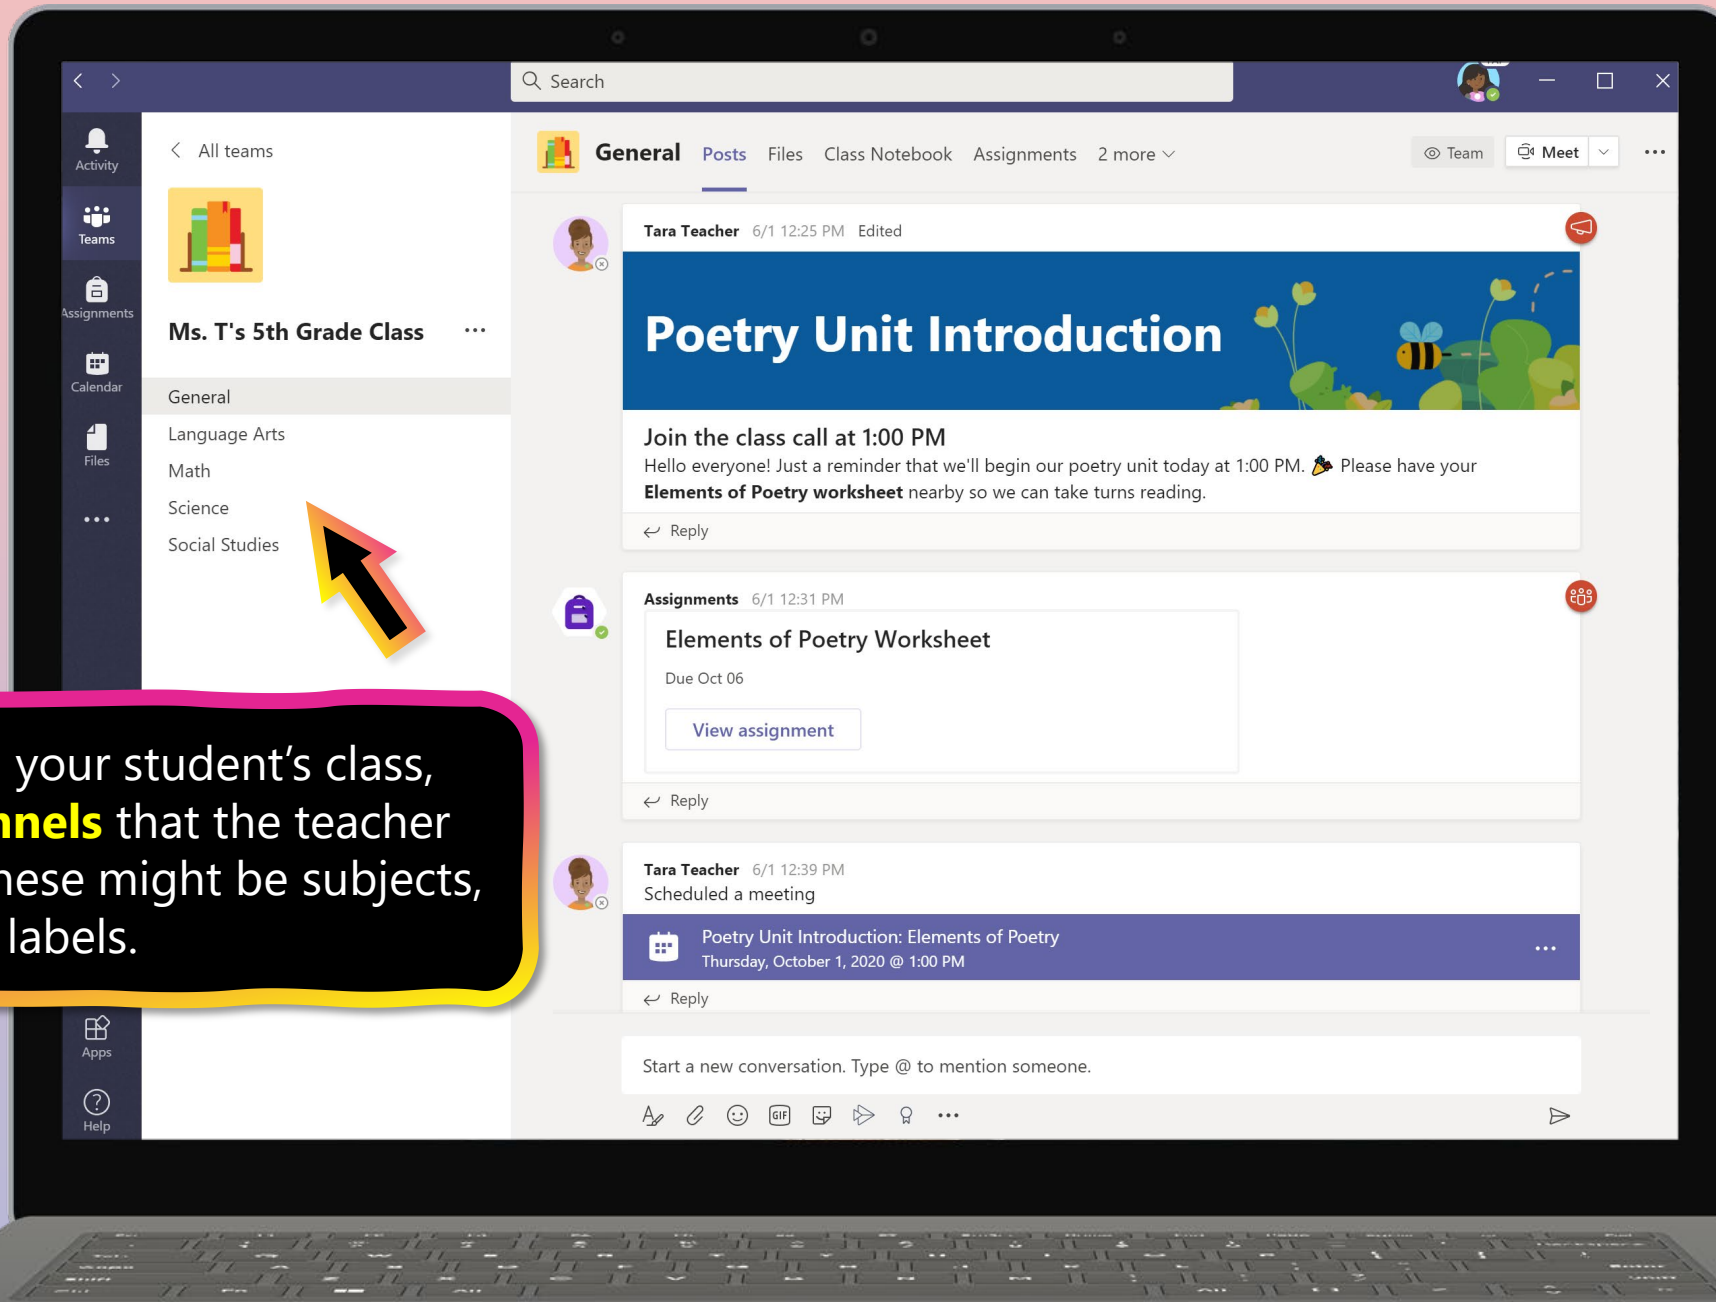 Search
Activity
Teams
Assignments
Calendar
Files
Apps
Help
All teams
Ms. T's 5th Grade Class
General
Language Arts
Math
Science
Social Studies
your student's class,
nnels that the teacher
hese might be subjects,
labels.
General Posts Files Class Notebook Assignments 2 more
Team
Meet
Tara Teacher 6/1 12:25 PM Edited
Poetry Unit Introduction
Join the class call at 1:00 PM
Hello everyone! Just a reminder that we'll begin our poetry unit today at 1:00 PM. 🎉 Please have your
Elements of Poetry worksheet nearby so we can take turns reading.
Reply
Assignments 6/1 12:31 PM
Elements of Poetry Worksheet
Due Oct 06
View assignment
Reply
Tara Teacher 6/1 12:39 PM
Scheduled a meeting
Poetry Unit Introduction: Elements of Poetry
Thursday, October 1, 2020 @ 1:00 PM
Reply
Start a new conversation. Type @ to mention someone.
GIF